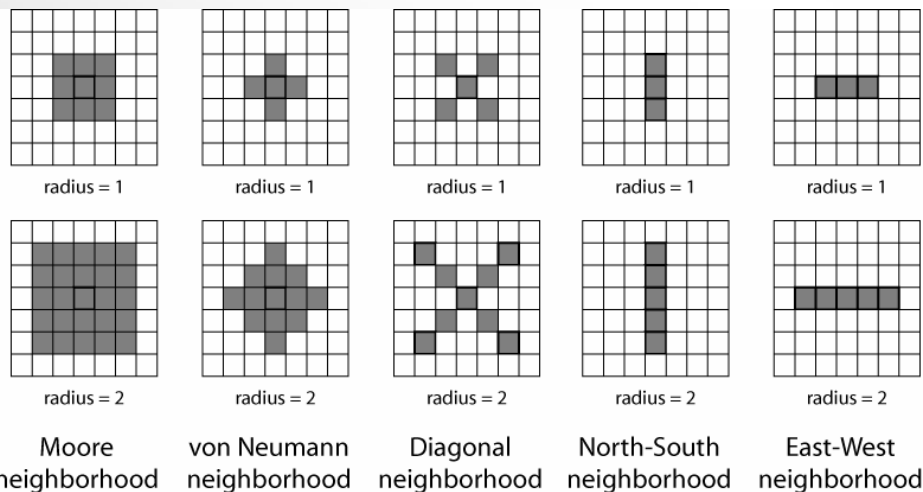 radius = 1 radius = 1 radius = 1 radius = 1 radius = 1
radius = 2 radius = 2 radius = 2 radius = 2 radius = 2
Moore von Neumann Diagonal North-South East-West
neighborhood neighborhood neighborhood neighborhood neighborhood